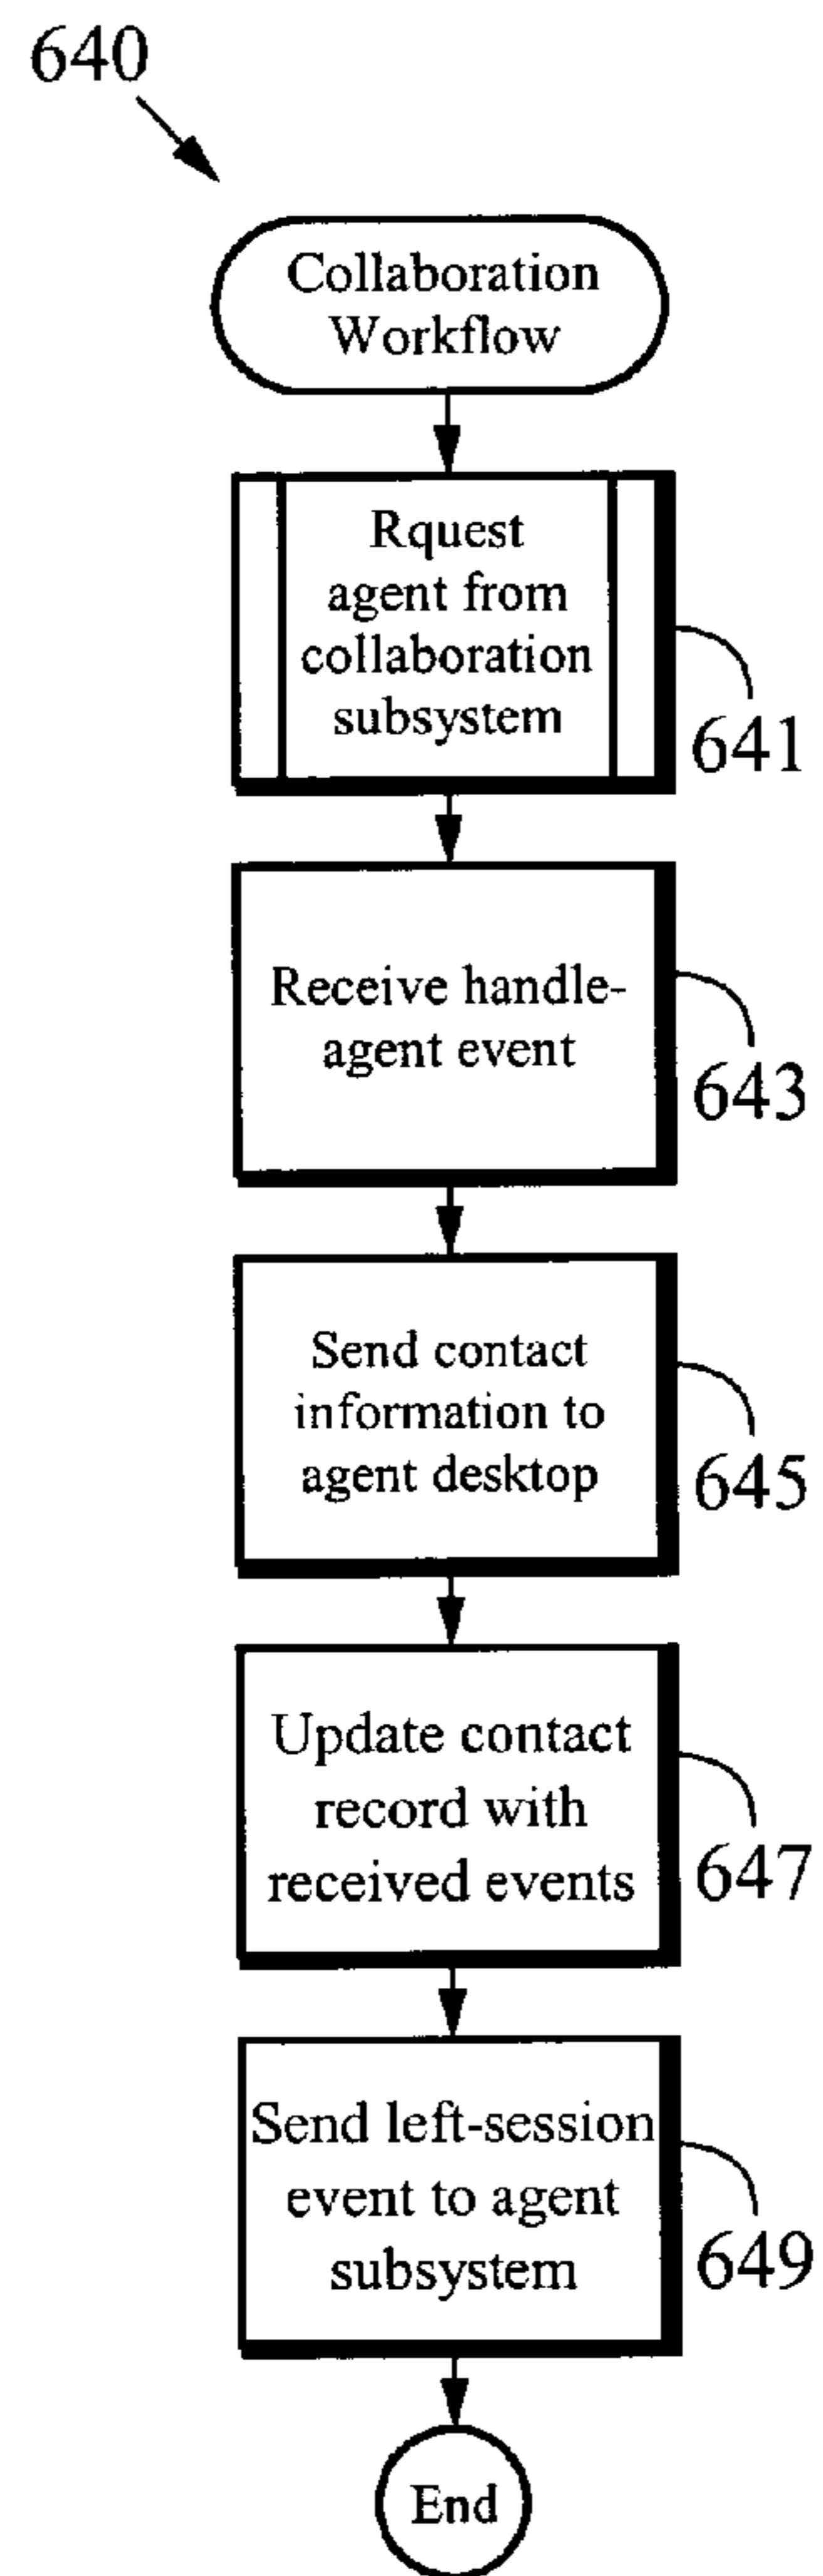 640
Collaboration
Workflow
Rquest
agent from
collaboration
subsystem
641
Receive handle-
agent event
643
Send contact
information to
agent desktop
645
Update contact
record with
received events
647
Send left-session
event to agent
subsystem
649
End